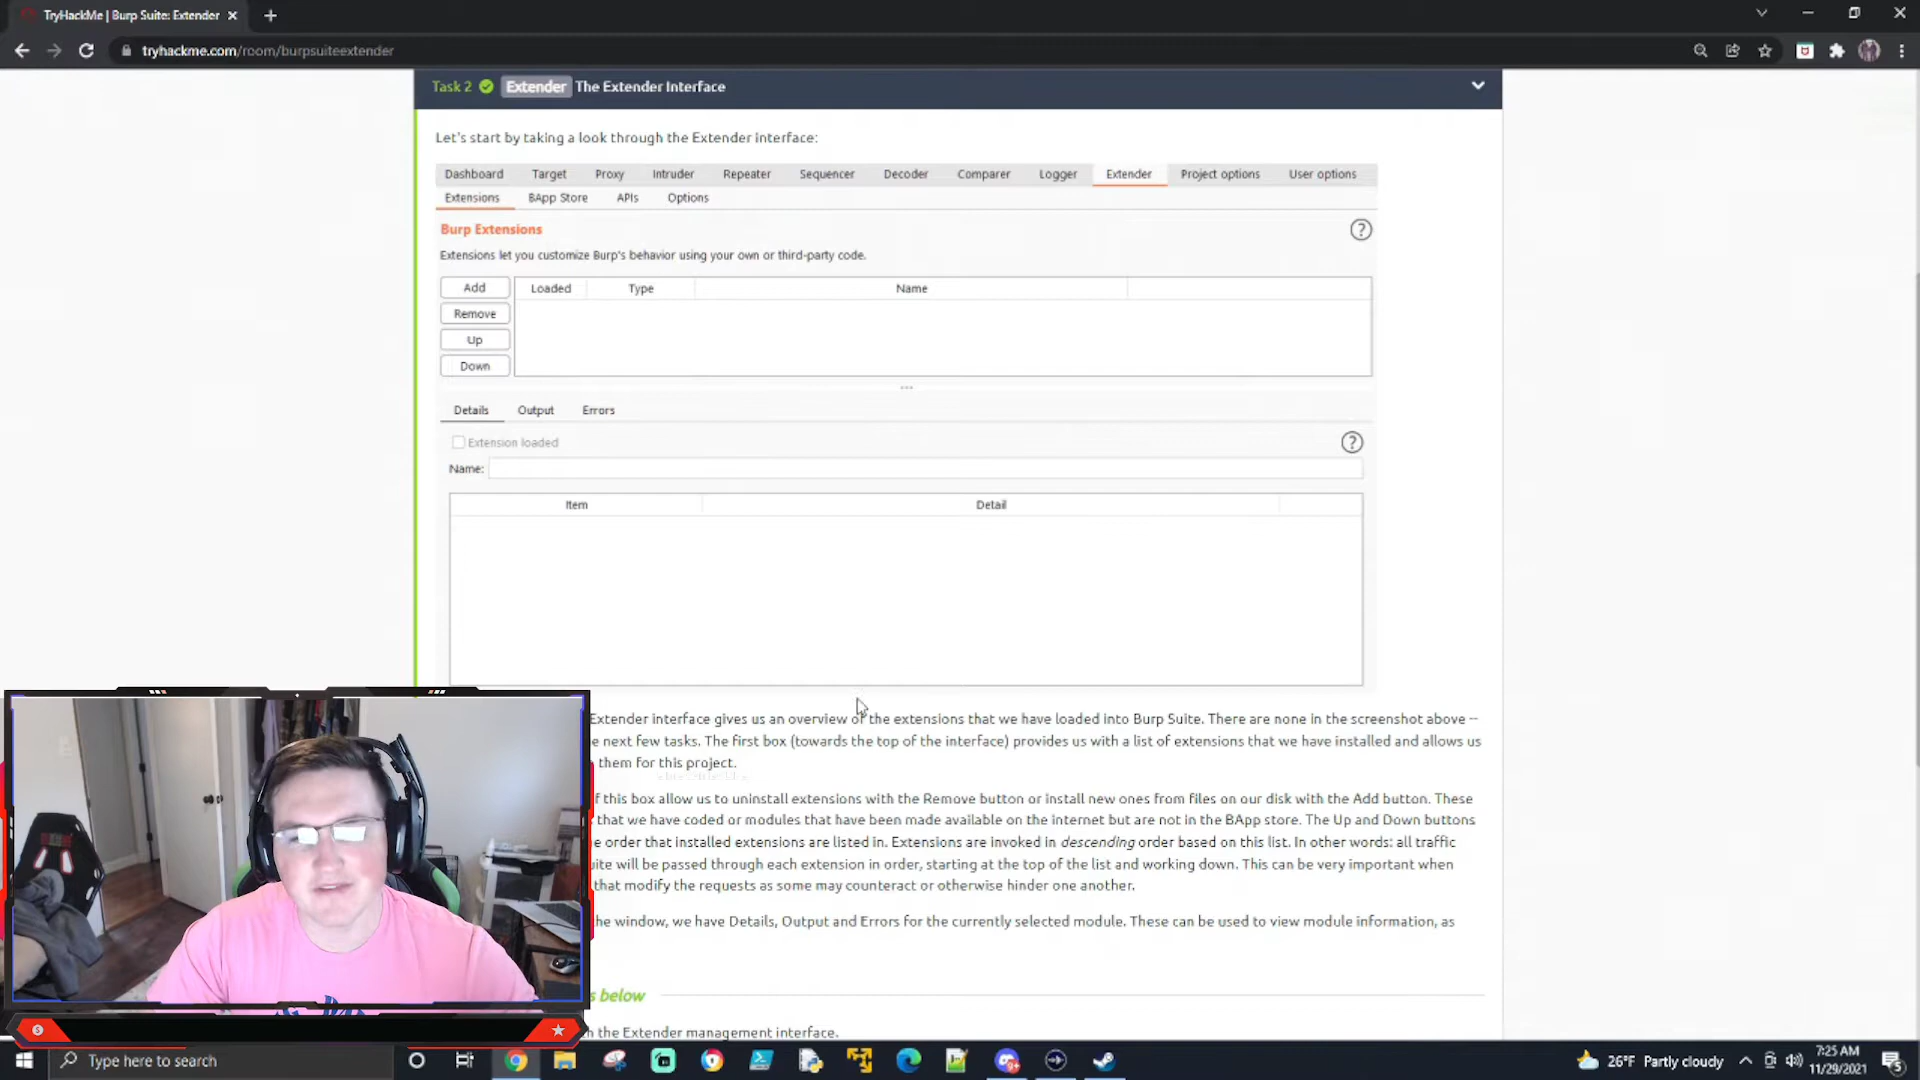 TryHackMe | Burp Suite: Extender
tryhackme.com/room/burpsuiteextender
Task 2 Extender The Extender Interface
Let's start by taking a look through the Extender interface:
Dashboard Target Proxy Intruder Repeater Sequencer Decoder Comparer Logger Extender Project options User options
Extensions BApp Store APIs Options
Burp Extensions
?
Extensions let you customize Burp's behavior using your own or third-party code.
Add Loaded Type Name
Remove
Up
Down
Details Output Errors
Extension loaded
?
Name:
Item Detail
Extender interface gives us an overview of the extensions that we have loaded into Burp Suite. There are none in the screenshot above --
e next few tasks. The first box (towards the top of the interface) provides us with a list of extensions that we have installed and allows us
them for this project.
f this box allow us to uninstall extensions with the Remove button or install new ones from files on our disk with the Add button. These
that we have coded or modules that have been made available on the internet but are not in the BApp store. The Up and Down buttons
e order that installed extensions are listed in. Extensions are invoked in descending order based on this list. In other words: all traffic
uite will be passed through each extension in order, starting at the top of the list and working down. This can be very important when
that modify the requests as some may counteract or otherwise hinder one another.
he window, we have Details, Output and Errors for the currently selected module. These can be used to view module information, as
s below
h the Extender management interface.
Type here to search
26°F Partly cloudy
7:25 AM
11/29/2021
5